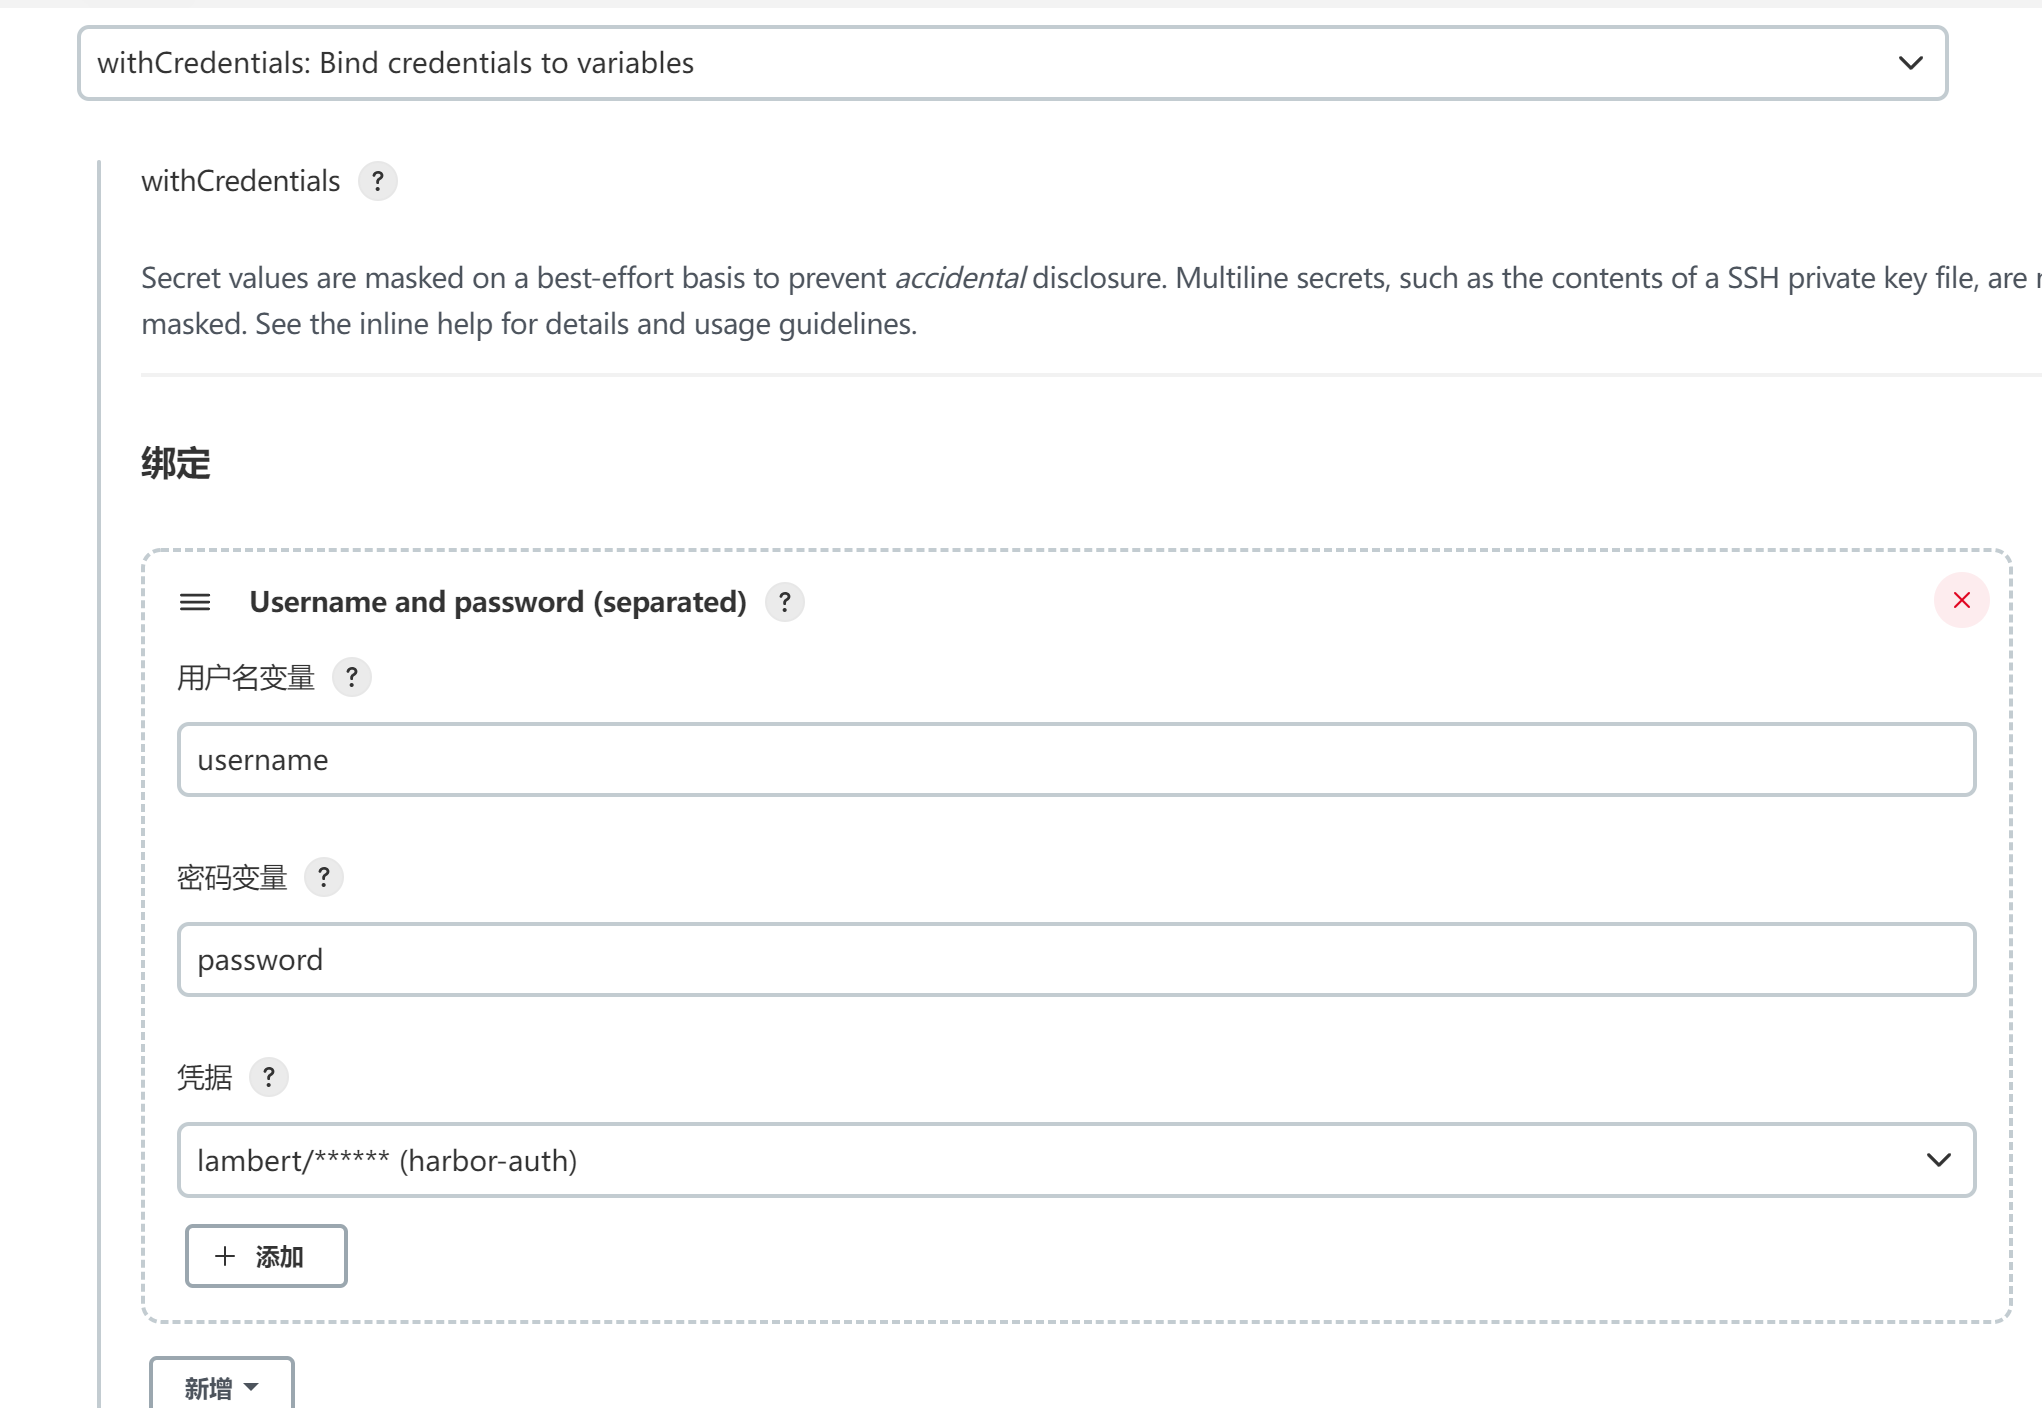 withCredentials: Bind credentials to variables
withCredentials ?
Secret values are masked on a best-effort basis to prevent accidental disclosure. Multiline secrets, such as the contents of a SSH private key file, are
masked. See the inline help for details and usage guidelines.
绑定
Username and password (separated) ?
用户名变量 ?
username
密码变量 ?
password
凭据 ?
lambert/****** (harbor-auth)
添加
新增